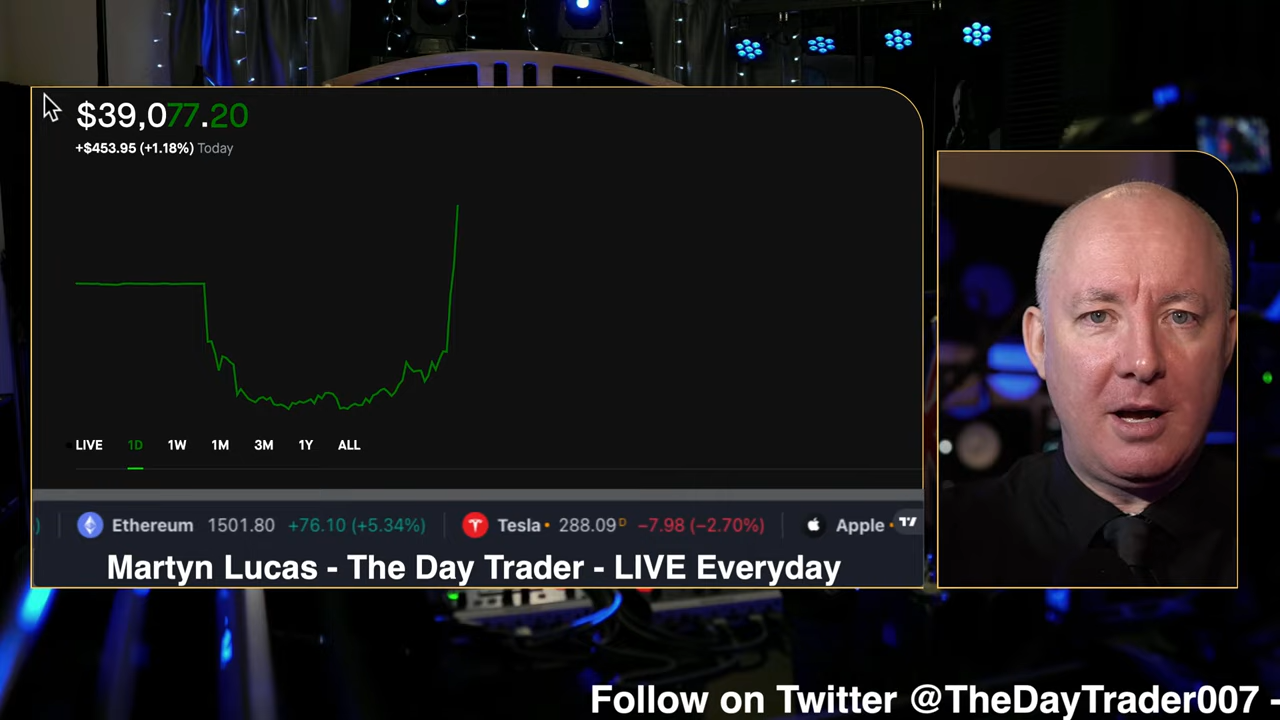 $39,077.20
+$453.95 (+1.18%) Today
LIVE 1D 1W 1M 3M 1Y ALL
) Ethereum 1501.80 +76.10 (+5.34%) Tesla 288.09 D −7.98 (−2.70%) Apple
Martyn Lucas - The Day Trader - LIVE Everyday
Follow on Twitter @TheDayTrader007 -